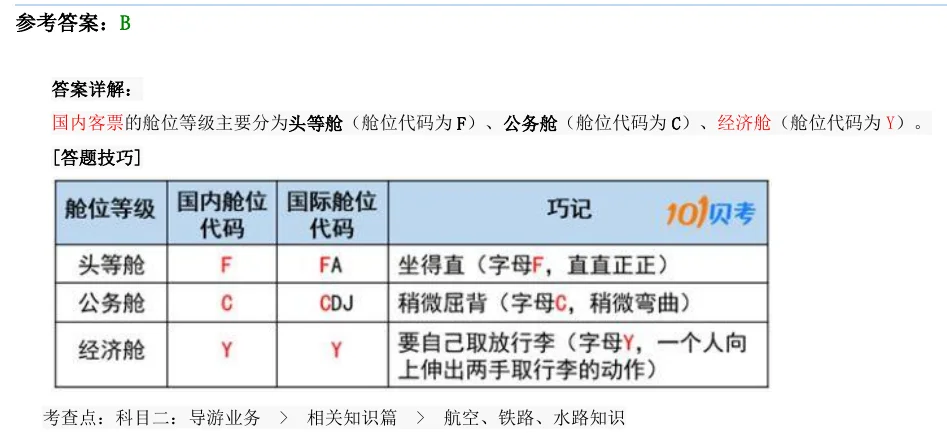 参考答案：B
答案详解：
国内客票的舱位等级主要分为头等舱（舱位代码为 F）、公务舱（舱位代码为 C）、经济舱（舱位代码为 Y）。
[答题技巧]
舱位等级 国内舱位代码 国际舱位代码 巧记 101贝考
头等舱 F FA 坐得直（字母F，直直正正）
公务舱 C CDJ 稍微屈背（字母C，稍微弯曲）
经济舱 Y Y 要自己取放行李（字母Y，一个人向
上伸出两手取行李的动作）
考查点：科目二：导游业务 > 相关知识篇 > 航空、铁路、水路知识